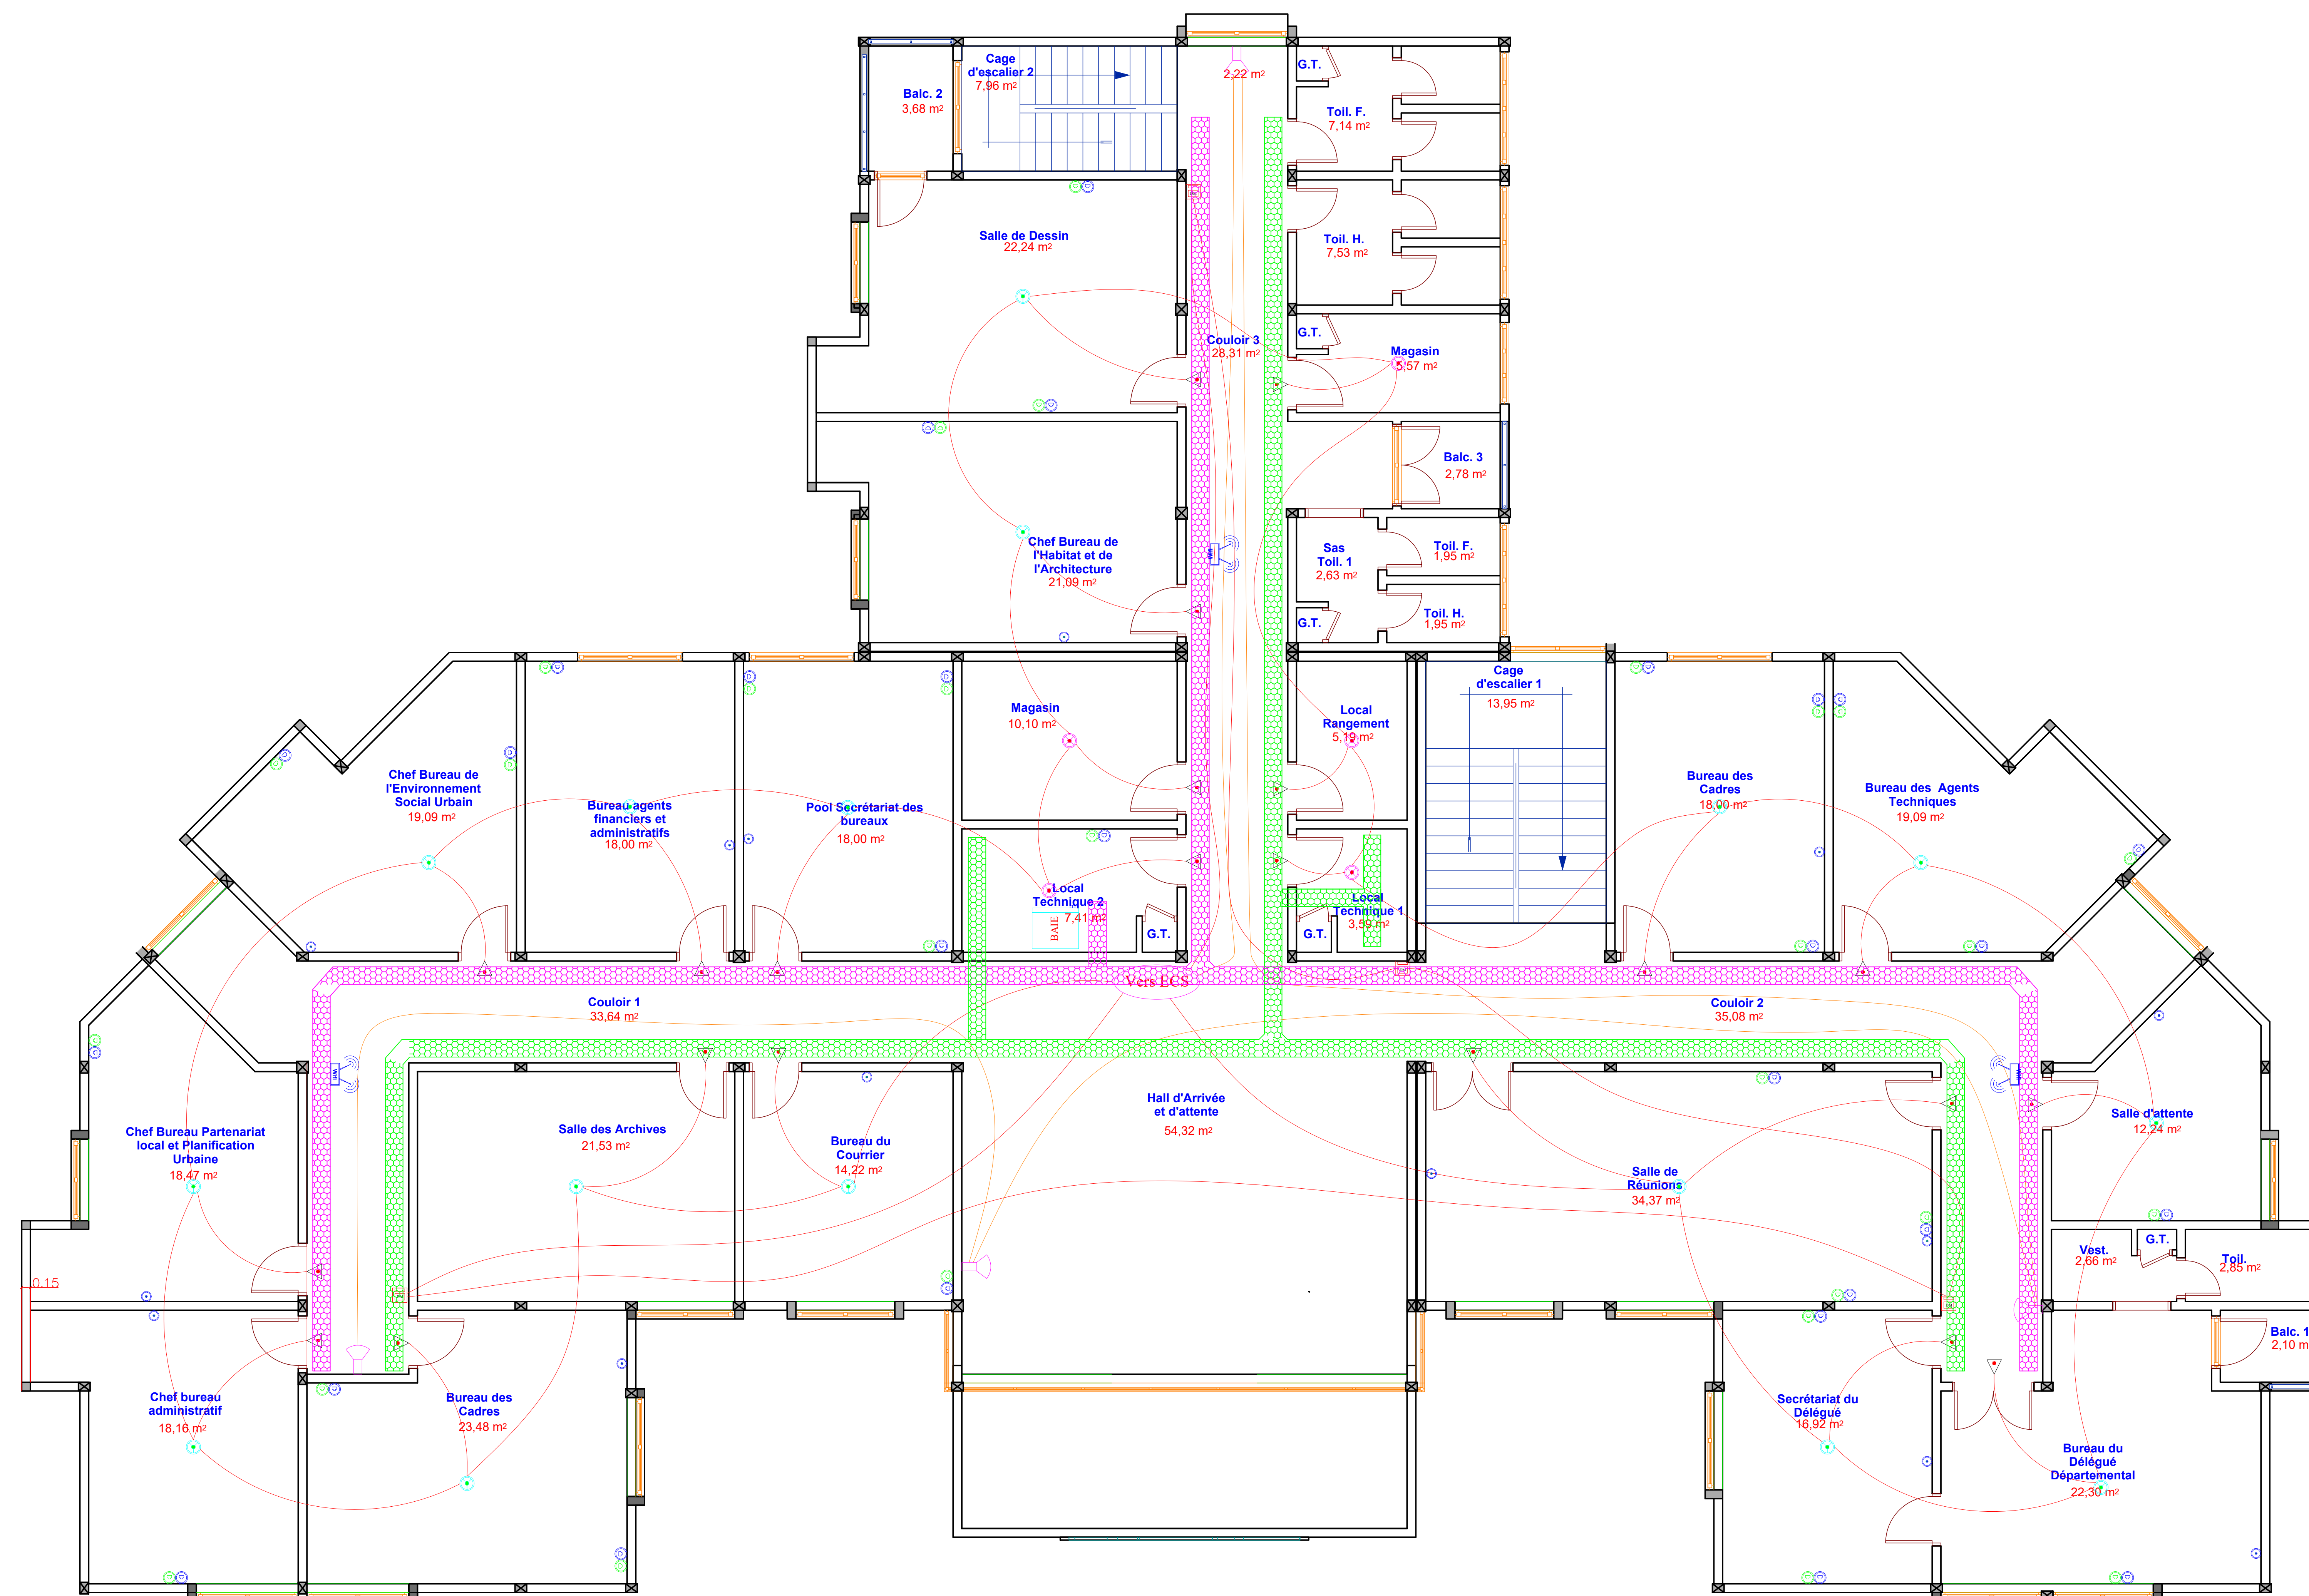 Cage
d'escalier 2
7,96 m²
Balc. 2
3,68 m²
2,22 m²
G.T.
Toil. F.
7,14 m²
Salle de Dessin
22,24 m²
Toil. H.
7,53 m²
G.T.
Couloir 3
28,31 m²
Magasin
5,57 m²
Balc. 3
2,78 m²
Chef Bureau de
l'Habitat et de
l'Architecture
21,09 m²
Wifi
Sas
Toil. 1
2,63 m²
Toil. F.
1,95 m²
G.T.
Toil. H.
1,95 m²
Cage
d'escalier 1
13,95 m²
Magasin
10,10 m²
Local
Rangement
5,19 m²
Chef Bureau de
l'Environnement
Social Urbain
19,09 m²
Bureau agents
financiers et
administratifs
18,00 m²
Pool Secrétariat des
bureaux
18,00 m²
Bureau des
Cadres
18,00 m²
Bureau des Agents
Techniques
19,09 m²
Local
Technique 2
7,41 m²
BAIE
G.T.
G.T.
Local
Technique 1
3,59 m²
Vers ECS
Couloir 1
33,64 m²
Couloir 2
35,08 m²
Wifi
Wifi
Hall d'Arrivée
et d'attente
54,32 m²
Chef Bureau Partenariat
local et Planification
Urbaine
18,47 m²
Salle des Archives
21,53 m²
Bureau du
Courrier
14,22 m²
Salle de
Réunions
34,37 m²
Salle d'attente
12,24 m²
Vest.
2,66 m²
G.T.
Toil.
2,85 m²
0.15
Balc. 1
2,10 m
Chef bureau
administratif
18,16 m²
Bureau des
Cadres
23,48 m²
Secrétariat du
Délégué
16,92 m²
Bureau du
Délégué
Départemental
22,30 m²